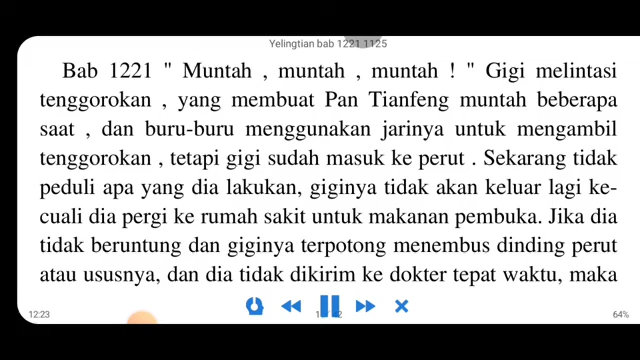 Yelingtian bab 1221 1125
Bab 1221 " Muntah , muntah , muntah ! " Gigi melintasi
tenggorokan , yang membuat Pan Tianfeng muntah beberapa
saat , dan buru-buru menggunakan jarinya untuk mengambil
tenggorokan , tetapi gigi sudah masuk ke perut . Sekarang tidak
peduli apa yang dia lakukan, giginya tidak akan keluar lagi ke-
cuali dia pergi ke rumah sakit untuk makanan pembuka. Jika dia
tidak beruntung dan giginya terpotong menembus dinding perut
atau ususnya, dan dia tidak dikirim ke dokter tepat waktu, maka
12:23
64%